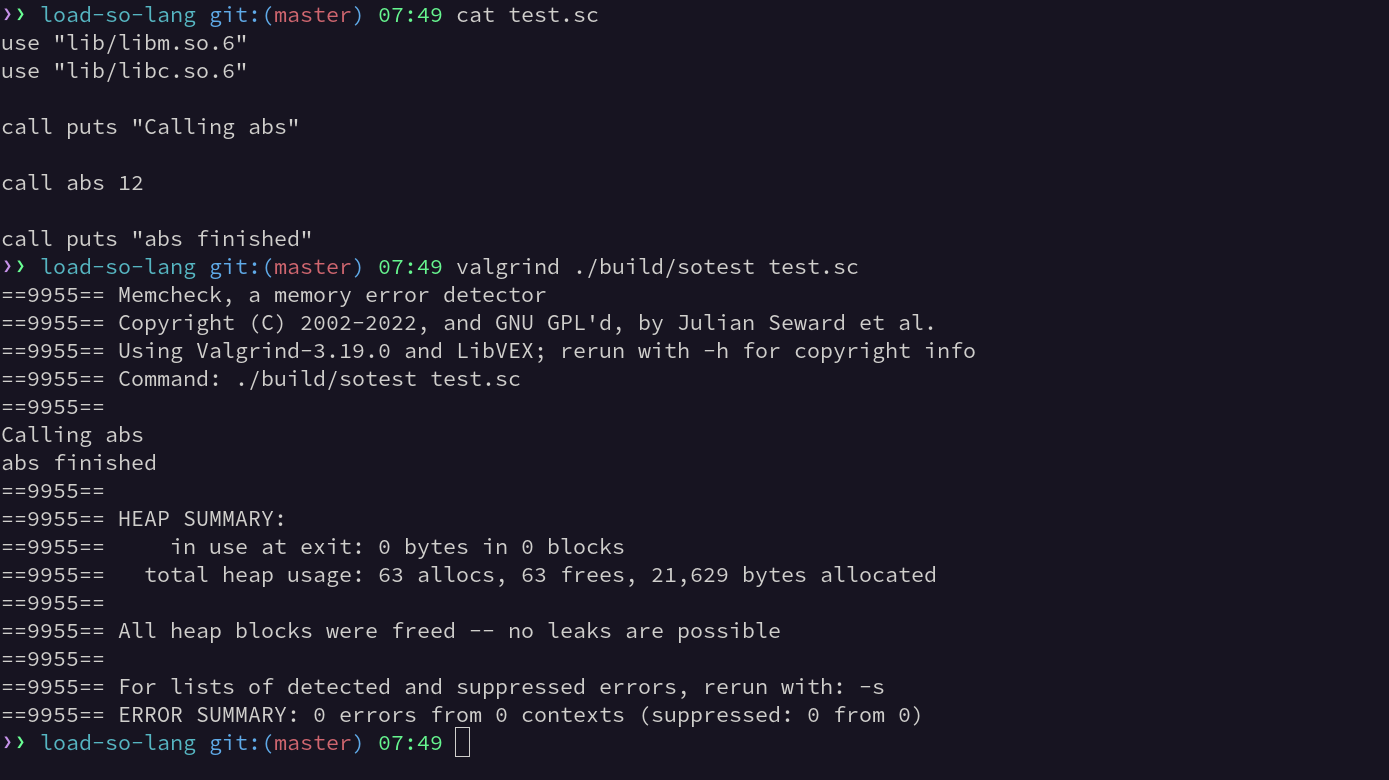 ❯❯ load-so-lang git:(master) 07:49 cat test.sc
use "lib/libm.so.6"
use "lib/libc.so.6"
call puts "Calling abs"
call abs 12
call puts "abs finished"
❯❯ load-so-lang git:(master) 07:49 valgrind ./build/sotest test.sc
==9955== Memcheck, a memory error detector
==9955== Copyright (C) 2002-2022, and GNU GPL'd, by Julian Seward et al.
==9955== Using Valgrind-3.19.0 and LibVEX; rerun with -h for copyright info
==9955== Command: ./build/sotest test.sc
==9955==
Calling abs
abs finished
==9955==
==9955== HEAP SUMMARY:
==9955==     in use at exit: 0 bytes in 0 blocks
==9955==   total heap usage: 63 allocs, 63 frees, 21,629 bytes allocated
==9955==
==9955== All heap blocks were freed -- no leaks are possible
==9955==
==9955== For lists of detected and suppressed errors, rerun with: -s
==9955== ERROR SUMMARY: 0 errors from 0 contexts (suppressed: 0 from 0)
❯❯ load-so-lang git:(master) 07:49